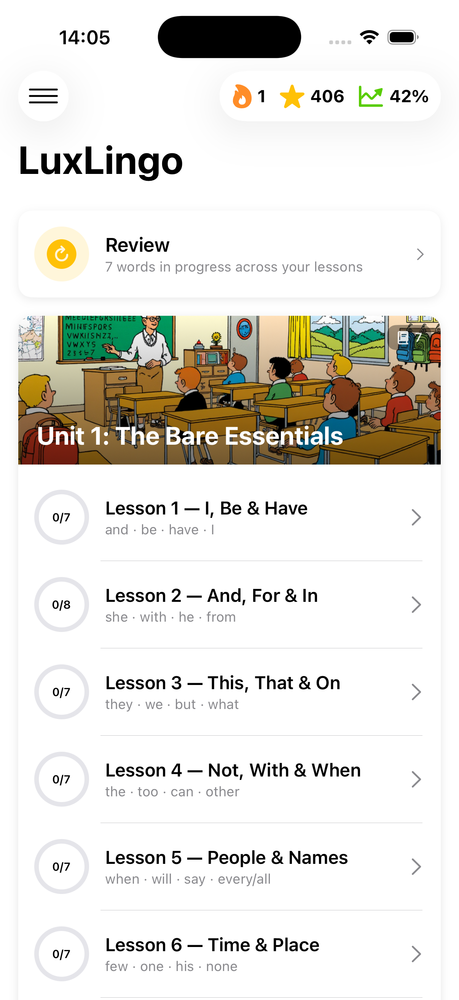 14:05
1 406 42%
LuxLingo
Review
7 words in progress across your lessons
VWXYS
7
Unit 1: The Bare Essentials
0/7
Lesson 1 — I, Be & Have
and · be · have · I
0/8
Lesson 2 — And, For & In
she · with · he · from
0/7
Lesson 3 — This, That & On
they · we · but · what
0/7
Lesson 4 — Not, With & When
the · too · can · other
0/7
Lesson 5 — People & Names
when · will · say · every/all
0/7
Lesson 6 — Time & Place
few · one · his · none